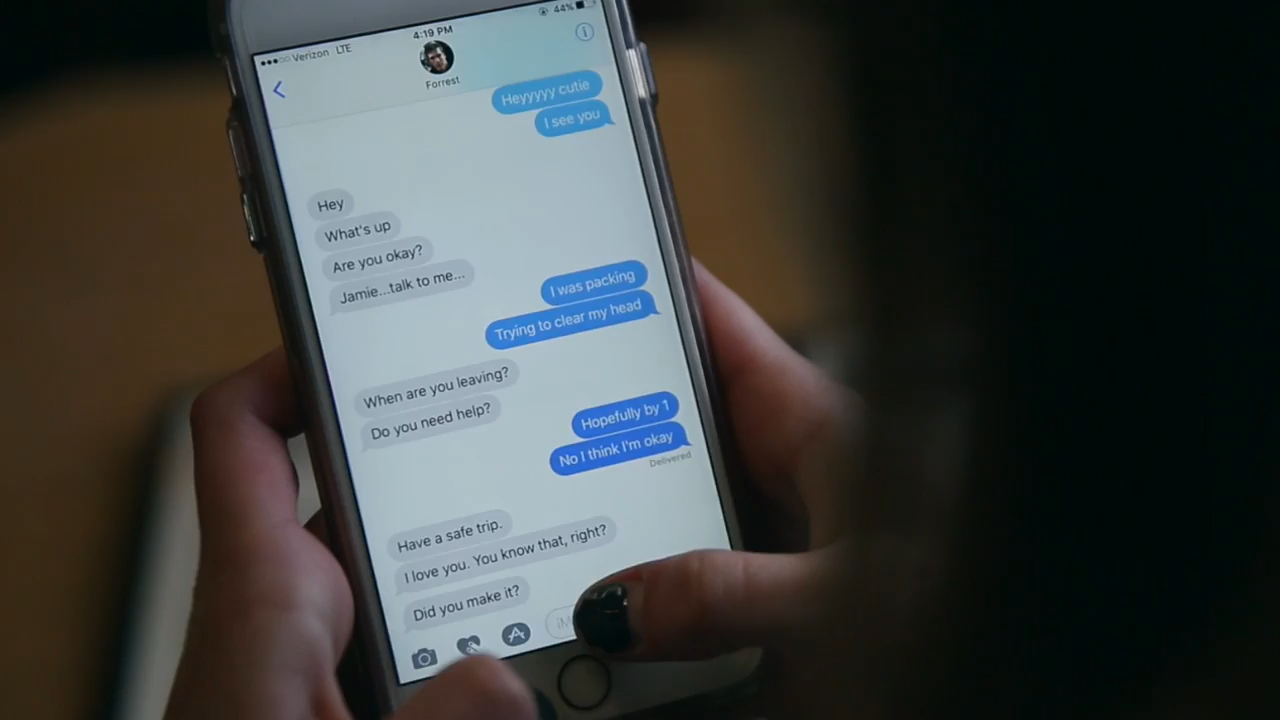 Verizon LTE
4:19 PM
44%
Forrest
Heyyyyy cutie
I see you
Hey
What's up
Are you okay?
Jamie...talk to me...
I was packing
Trying to clear my head
When are you leaving?
Do you need help?
Hopefully by 1
No I think I'm okay
Delivered
Have a safe trip.
I love you. You know that, right?
Did you make it?